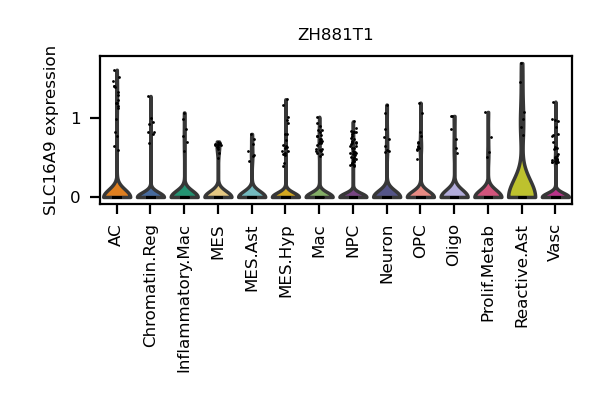 ZH881T1
SLC16A9 expression
1
0
AC
Chromatin.Reg
Inflammatory.Mac
MES
MES.Ast
MES.Hyp
Mac
NPC
Neuron
OPC
Oligo
Prolif.Metab
Reactive.Ast
Vasc